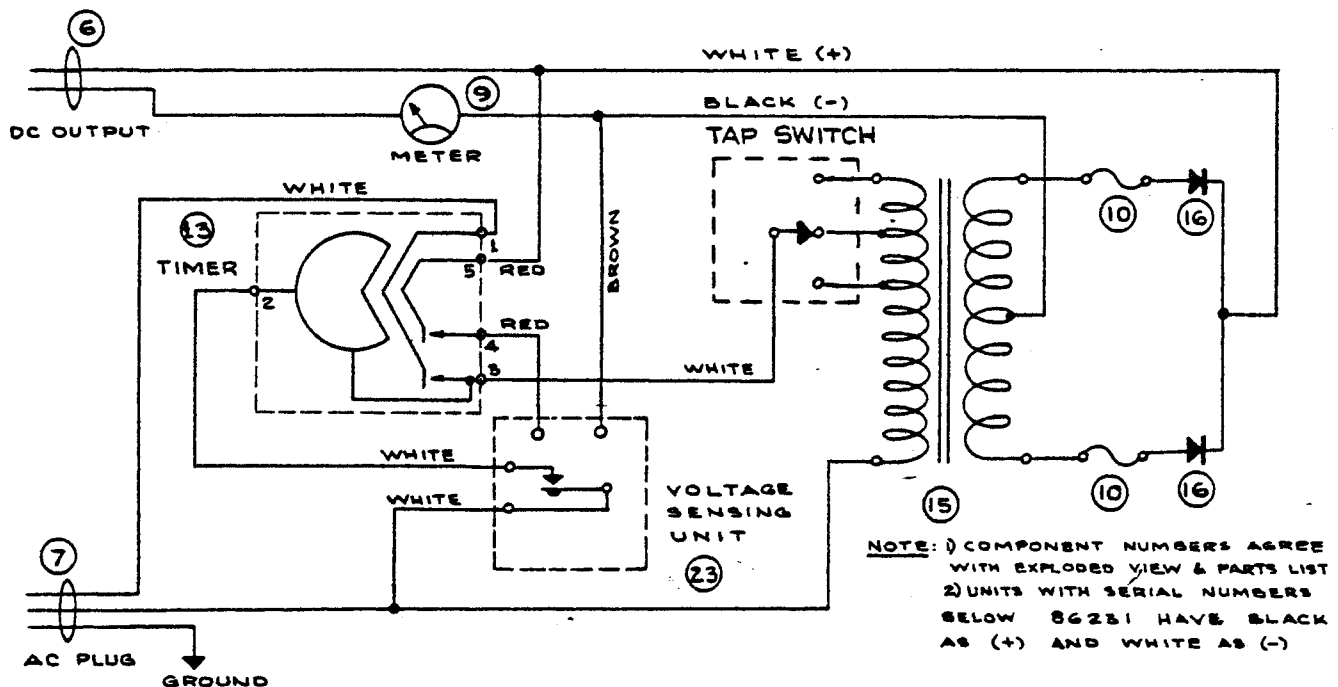 6
WHITE (+)
9
BLACK (-)
DC OUTPUT
TAP SWITCH
METER
WHITE
10
16
13
1
TIMER
5
RED
BROWN
2
RED
4
3
WHITE
WHITE
WHITE
VOLTAGE
SENSING
UNIT
23
15
10
16
7
NOTE: 1) COMPONENT NUMBERS AGREE
WITH EXPLODED VIEW & PARTS LIST
2) UNITS WITH SERIAL NUMBERS
BELOW 86231 HAVE BLACK
AS (+) AND WHITE AS (-)
AC PLUG
GROUND